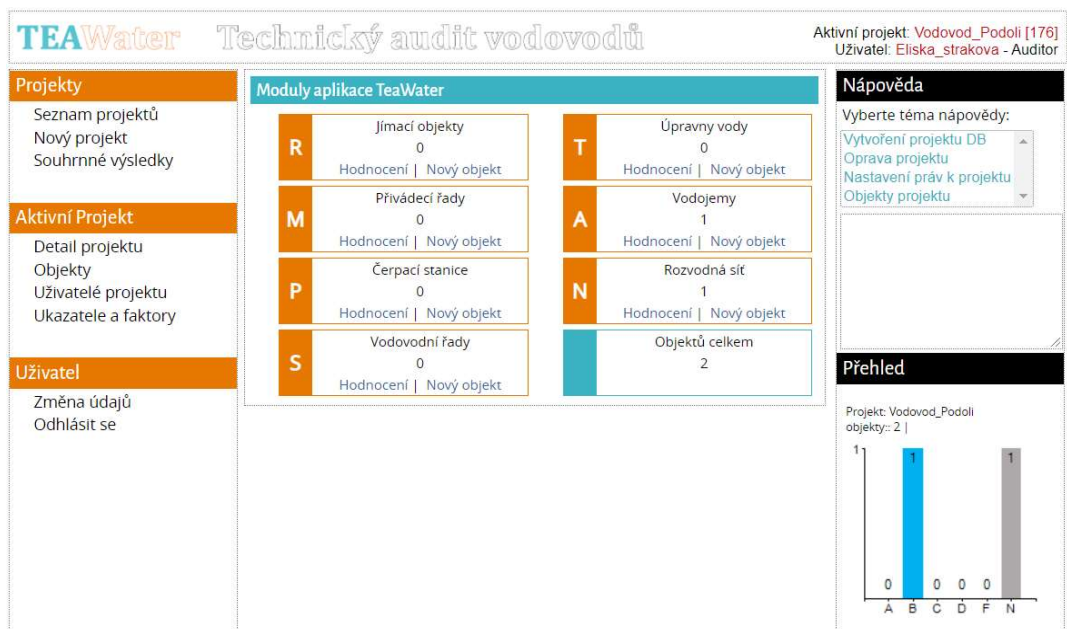 TEAWater Technický audit vodovodů
Aktivní projekt: Vodovod_Podoli [176]
Uživatel: Eliska_strakova - Auditor
Projekty
Seznam projektů
Nový projekt
Souhrnné výsledky
Aktivní Projekt
Detail projektu
Objekty
Uživatelé projektu
Ukazatele a faktory
Uživatel
Změna údajů
Odhlásit se
Moduly aplikace TeaWater
R
Jímací objekty
0
Hodnocení | Nový objekt
T
Úpravny vody
0
Hodnocení | Nový objekt
M
Přiváděcí řady
0
Hodnocení | Nový objekt
A
Vodojemy
1
Hodnocení | Nový objekt
P
Čerpací stanice
0
Hodnocení | Nový objekt
N
Rozvodná síť
1
Hodnocení | Nový objekt
S
Vodovodní řady
0
Hodnocení | Nový objekt
Objektů celkem
2
Nápověda
Vyberte téma nápovědy:
Vytvoření projektu DB
Oprava projektu
Nastavení práv k projektu
Objekty projektu
Přehled
Projekt: Vodovod_Podoli
objekty:: 2 |
1
0 1 0 0 0 1
A B C D F N